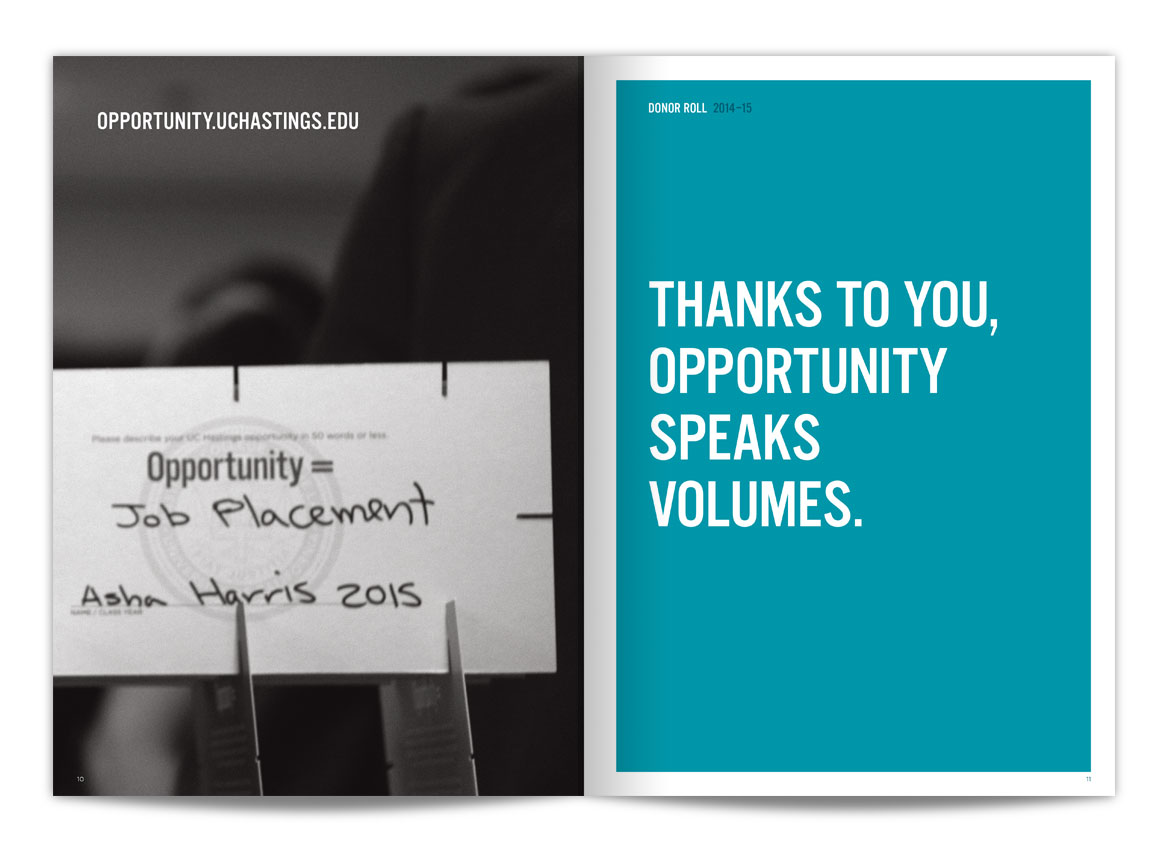 OPPORTUNITY.UCHASTINGS.EDU
Please describe your UC Hastings opportunity in 50 words or less.
Opportunity =
Job Placement
Asha Harris 2015
NAME / CLASS YEAR
10
DONOR ROLL 2014–15
THANKS TO YOU,
OPPORTUNITY
SPEAKS
VOLUMES.
11